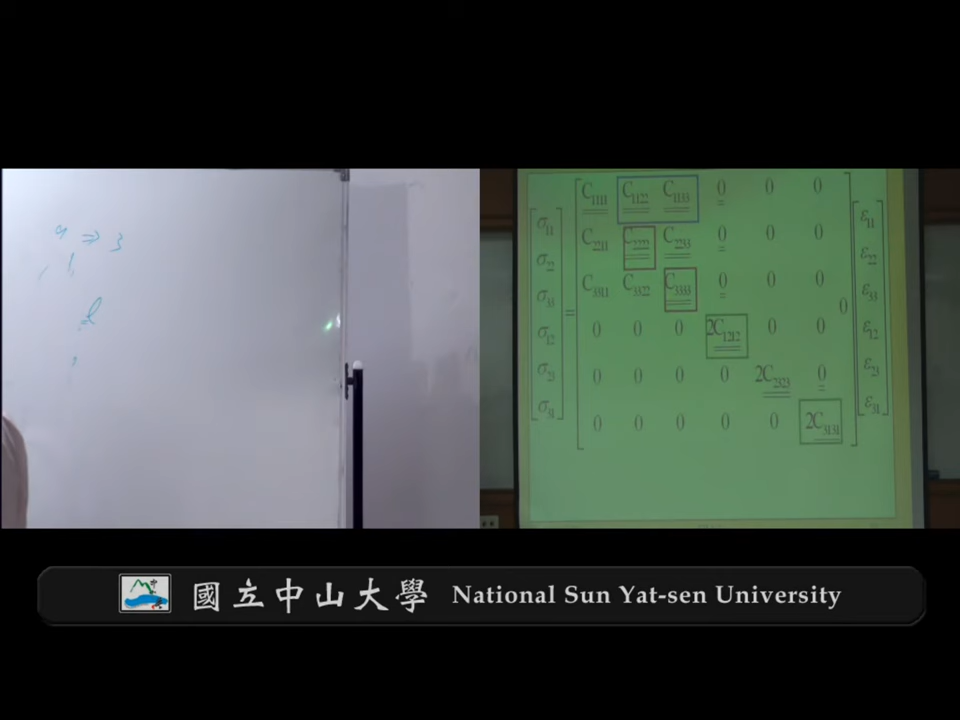 9 ⇒ 3
C1111 C1122 C1133 0 0 0
σ11 C2211 C2222 C2233 0 0 0 ε11
σ22 ε22
σ33 C3311 C3322 C3333 0 0 0 ε33
= 0
σ12 0 0 0 2C1212 0 0 ε12
σ23 0 0 0 0 2C2323 0 ε23
σ31 0 0 0 0 0 2C3131 ε31
國立中山大學 National Sun Yat-sen University